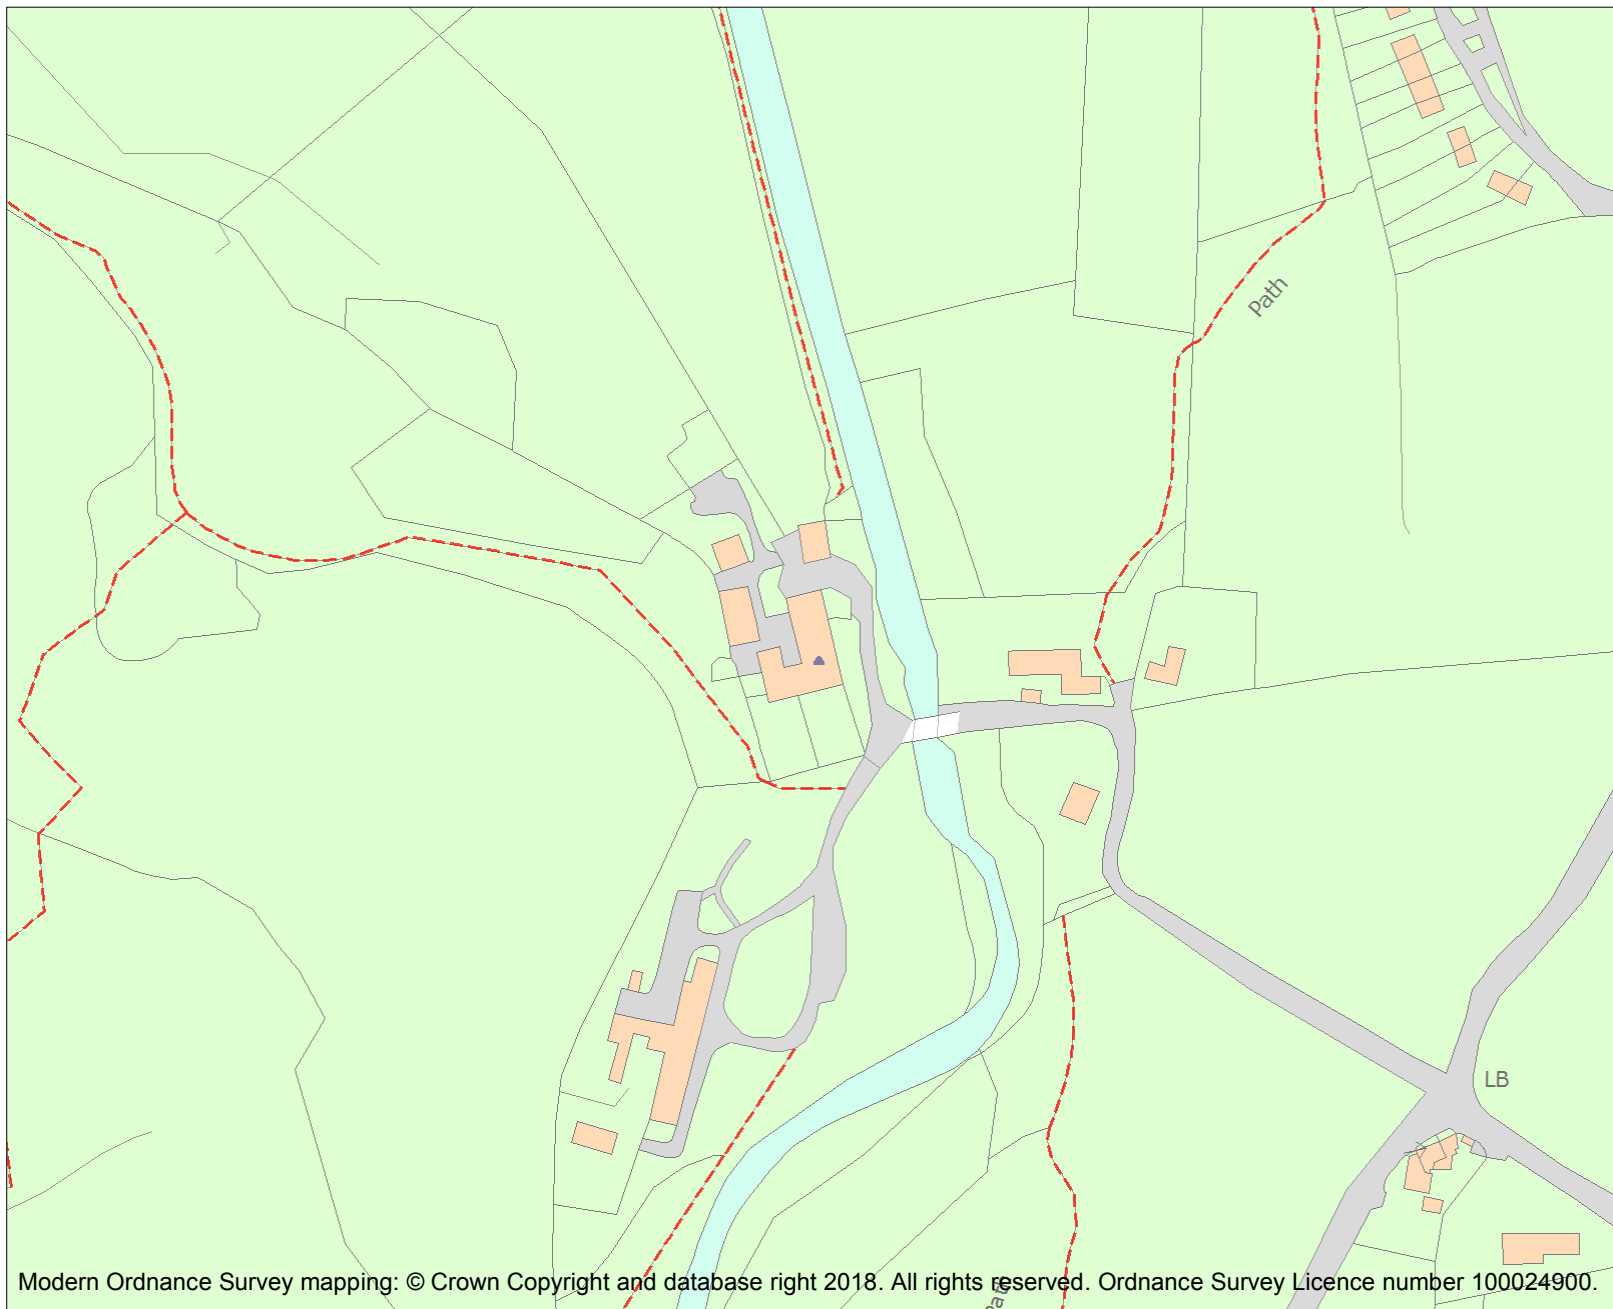 Path
LB
Path
Modern Ordnance Survey mapping: © Crown Copyright and database right 2018. All rights reserved. Ordnance Survey Licence number 100024900.